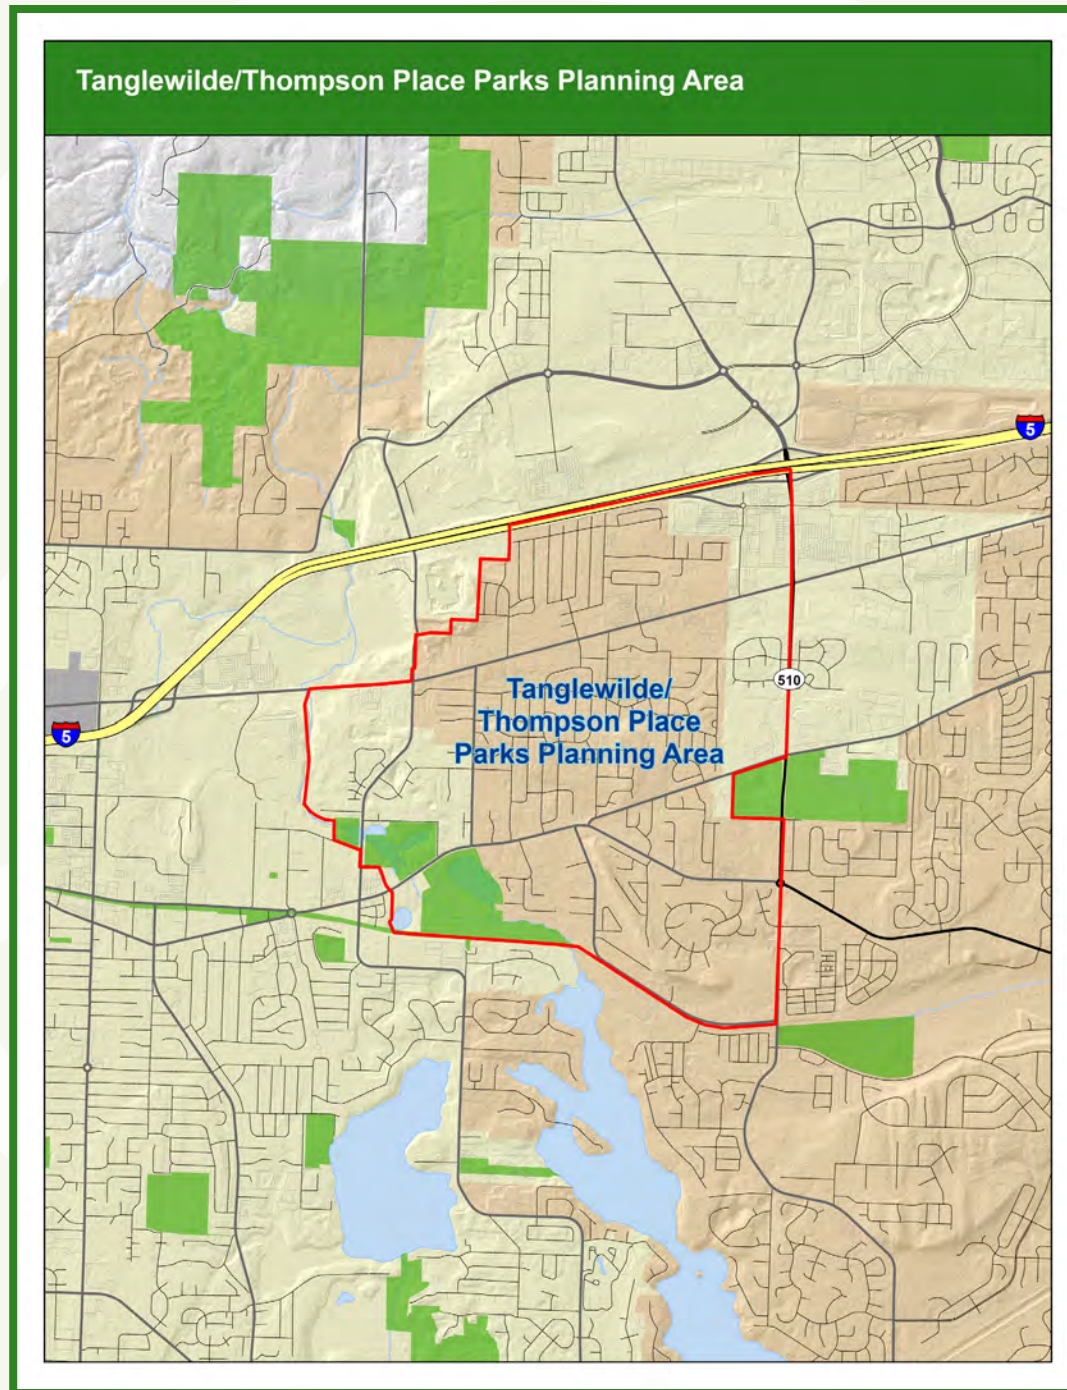 Tanglewilde/Thompson Place Parks Planning Area
5
510
Tanglewilde/
Thompson Place
Parks Planning Area
5